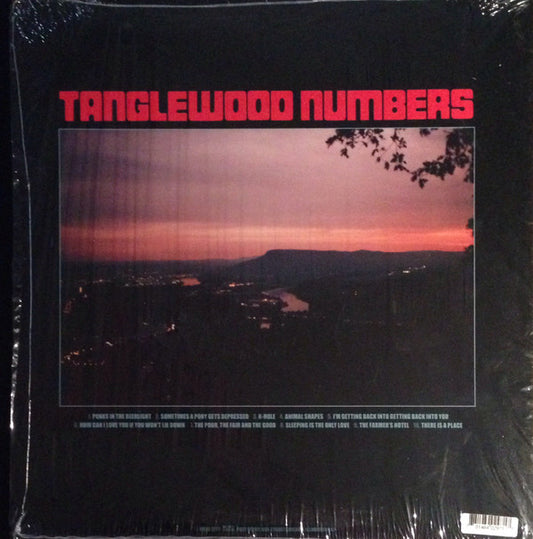 TANGLEWOOD NUMBERS
1. PUNKS IN THE BEERLIGHT 2. SOMETIMES A PONY GETS DEPRESSED 3. K-HOLE 4. ANIMAL SHAPES 5. I'M GETTING BACK INTO GETTING BACK INTO YOU
6. HOW CAN I LOVE YOU IF YOU WON'T LIE DOWN 7. THE POOR, THE FAIR AND THE GOOD 8. SLEEPING IS THE ONLY LOVE 9. THE FARMER'S HOTEL 10. THERE IS A PLACE